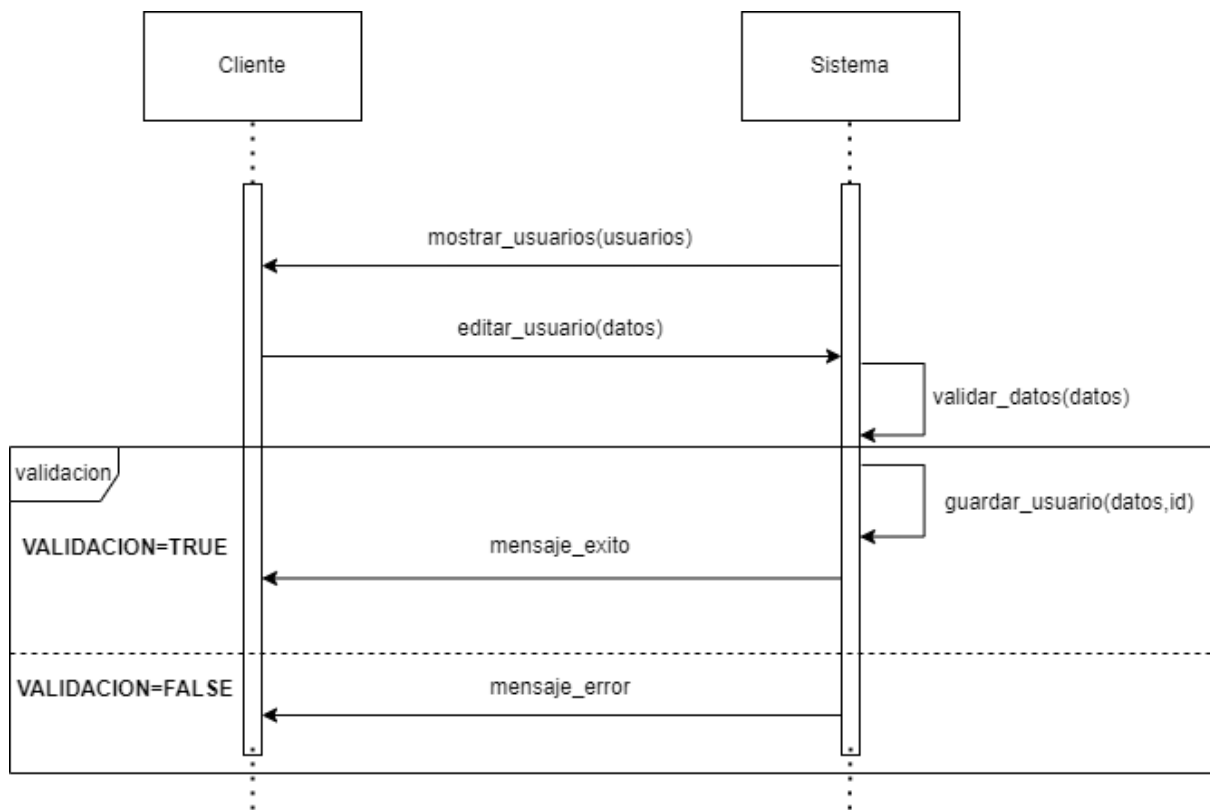 Cliente
Sistema
mostrar_usuarios(usuarios)
editar_usuario(datos)
validar_datos(datos)
validacion
guardar_usuario(datos,id)
VALIDACION=TRUE
mensaje_exito
VALIDACION=FALSE
mensaje_error